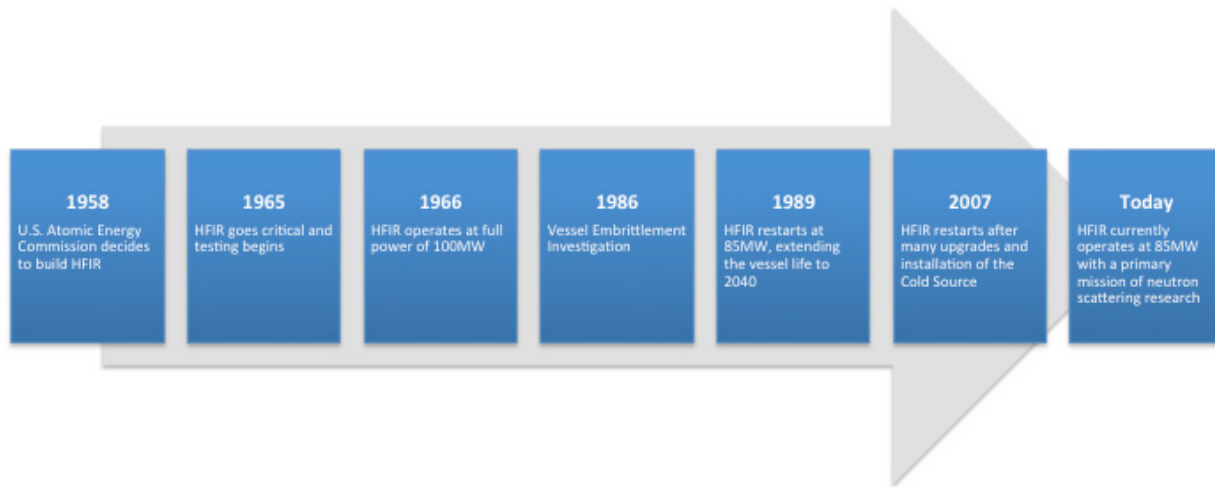 1958
U.S. Atomic Energy
Commission decides
to build HFIR
1965
HFIR goes critical and
testing begins
1966
HFIR operates at full
power of 100MW
1986
Vessel Embrittlement
Investigation
1989
HFIR restarts at
85MW, extending
the vessel life to
2040
2007
HFIR restarts after
many upgrades and
installation of the
Cold Source
Today
HFIR currently
operates at 85MW
with a primary
mission of neutron
scattering research